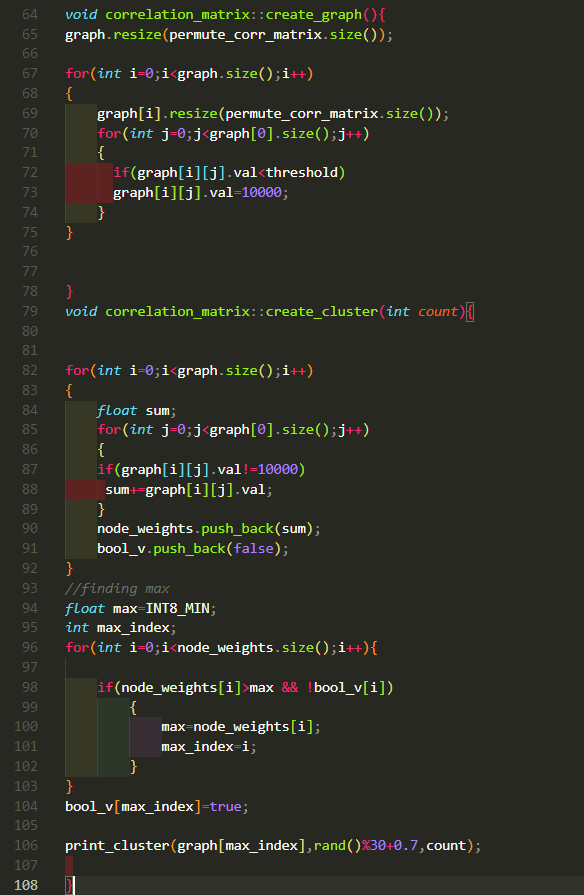 64 void correlation_matrix::create_graph(){
65 graph.resize(permute_corr_matrix.size());
66
67 for(int i=0;i<graph.size();i++)
68 {
69 graph[i].resize(permute_corr_matrix.size());
70 for(int j=0;j<graph[0].size();j++)
71 {
72 if(graph[i][j].val<threshold)
73 graph[i][j].val=10000;
74 }
75 }
76
77
78 }
79 void correlation_matrix::create_cluster(int count){
80
81
82 for(int i=0;i<graph.size();i++)
83 {
84 float sum;
85 for(int j=0;j<graph[0].size();j++)
86 {
87 if(graph[i][j].val!=10000)
88 sum+=graph[i][j].val;
89 }
90 node_weights.push_back(sum);
91 bool_v.push_back(false);
92 }
93 //finding max
94 float max=INT8_MIN;
95 int max_index;
96 for(int i=0;i<node_weights.size();i++){
97
98 if(node_weights[i]>max && !bool_v[i])
99 {
100 max=node_weights[i];
101 max_index=i;
102 }
103 }
104 bool_v[max_index]=true;
105
106 print_cluster(graph[max_index],rand()%30+0.7,count);
107
108 }